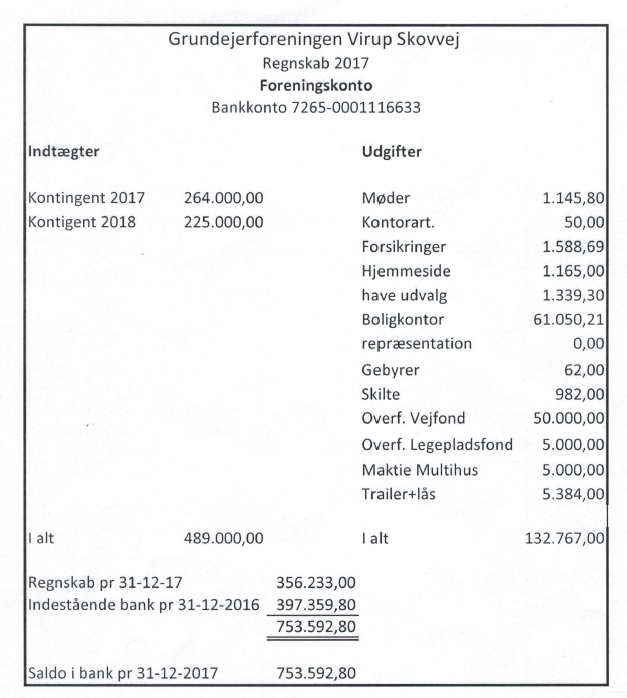 Grundejerforeningen Virup Skovvej
Regnskab 2017
Foreningskonto
Bankkonto 7265-0001116633
Indtægter Udgifter
Kontingent 2017 264.000,00 Møder 1.145,80
Kontigent 2018 225.000,00 Kontorart. 50,00
Forsikringer 1.588,69
Hjemmeside 1.165,00
have udvalg 1.339,30
Boligkontor 61.050,21
repræsentation 0,00
Gebyrer 62,00
Skilte 982,00
Overf. Vejfond 50.000,00
Overf. Legepladsfond 5.000,00
Maktie Multihus 5.000,00
Trailer+lås 5.384,00
I alt 489.000,00 I alt 132.767,00
Regnskab pr 31-12-17 356.233,00
Indestående bank pr 31-12-2016 397.359,80
753.592,80
Saldo i bank pr 31-12-2017 753.592,80